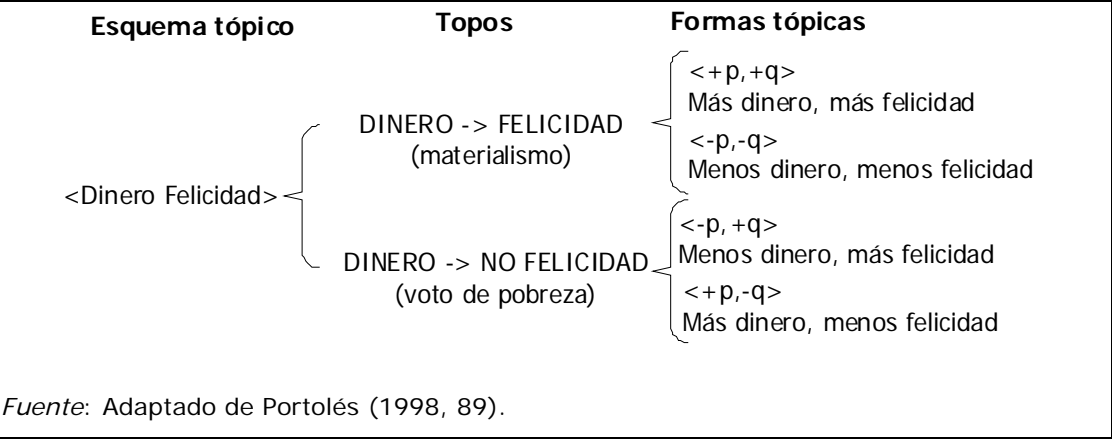 Esquema tópico Topos Formas tópicas
<+p,+q>
Más dinero, más felicidad
DINERO -> FELICIDAD
(materialismo)
<-p,-q>
Menos dinero, menos felicidad
<Dinero Felicidad>
<-p,+q>
Menos dinero, más felicidad
DINERO -> NO FELICIDAD
(voto de pobreza)
<+p,-q>
Más dinero, menos felicidad
Fuente: Adaptado de Portolés (1998, 89).